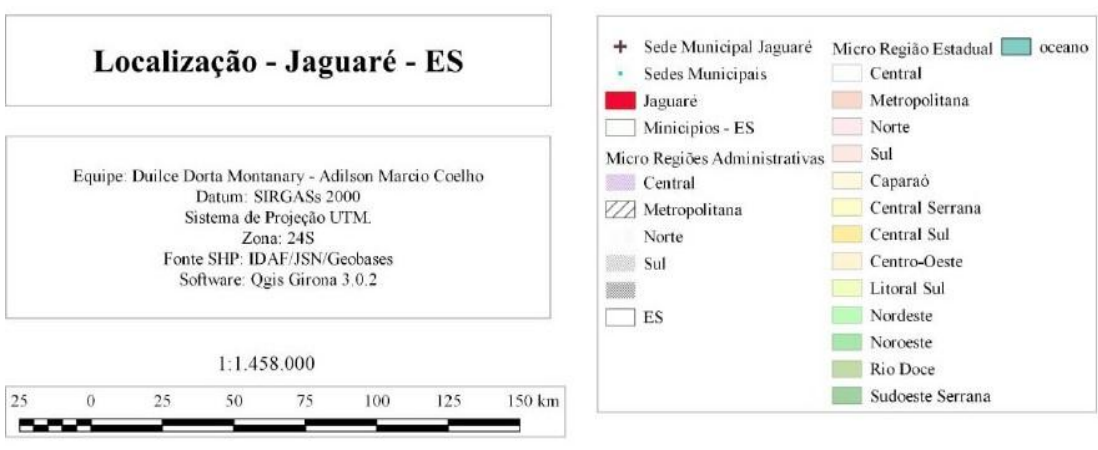 Localização - Jaguaré - ES
Equipe: Duilce Dorta Montanary - Adilson Marcio Coelho
Datum: SIRGASs 2000
Sistema de Projeção UTM.
Zona: 24S
Fonte SHP: IDAF/JSN/Geobases
Software: Qgis Girona 3.0.2
1:1.458.000
25 0 25 50 75 100 125 150 km
Sede Municipal Jaguaré
Sedes Municipais
Jaguaré
Minicipios - ES
Micro Regiões Administrativas
Central
Metropolitana
Norte
Sul
ES
Micro Região Estadual
Central
Metropolitana
Norte
Sul
Caparaó
Central Serrana
Central Sul
Centro-Oeste
Litoral Sul
Nordeste
Noroeste
Rio Doce
Sudoeste Serrana
oceano